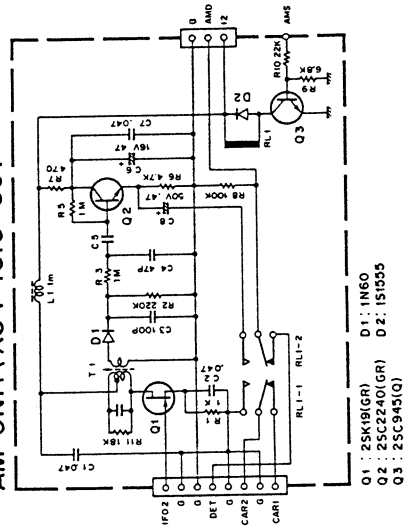 G
AMD
12
AMS
R10 22K
R9
6.8K
D2
Q3
RL1
C7 .047
C6
16V 47
R7
470
R5
1M
Q2
R6 4.7K
50V .47
C8
R8 100K
C5
R3
1M
C4 47P
L1 1m
D1
R2 220K
C3 100P
T1
R11 18K
Q1
C2
.047
R1
1K
C1 .047
RL1-1
RL1-2
IFO2
G
G
DET
G
CAR2
G
CAR1
Q1 : 2SK19(GR)
Q2 : 2SC2240(GR)
Q3 : 2SC945(Q)
D1 : 1N60
D2 : 1S1555